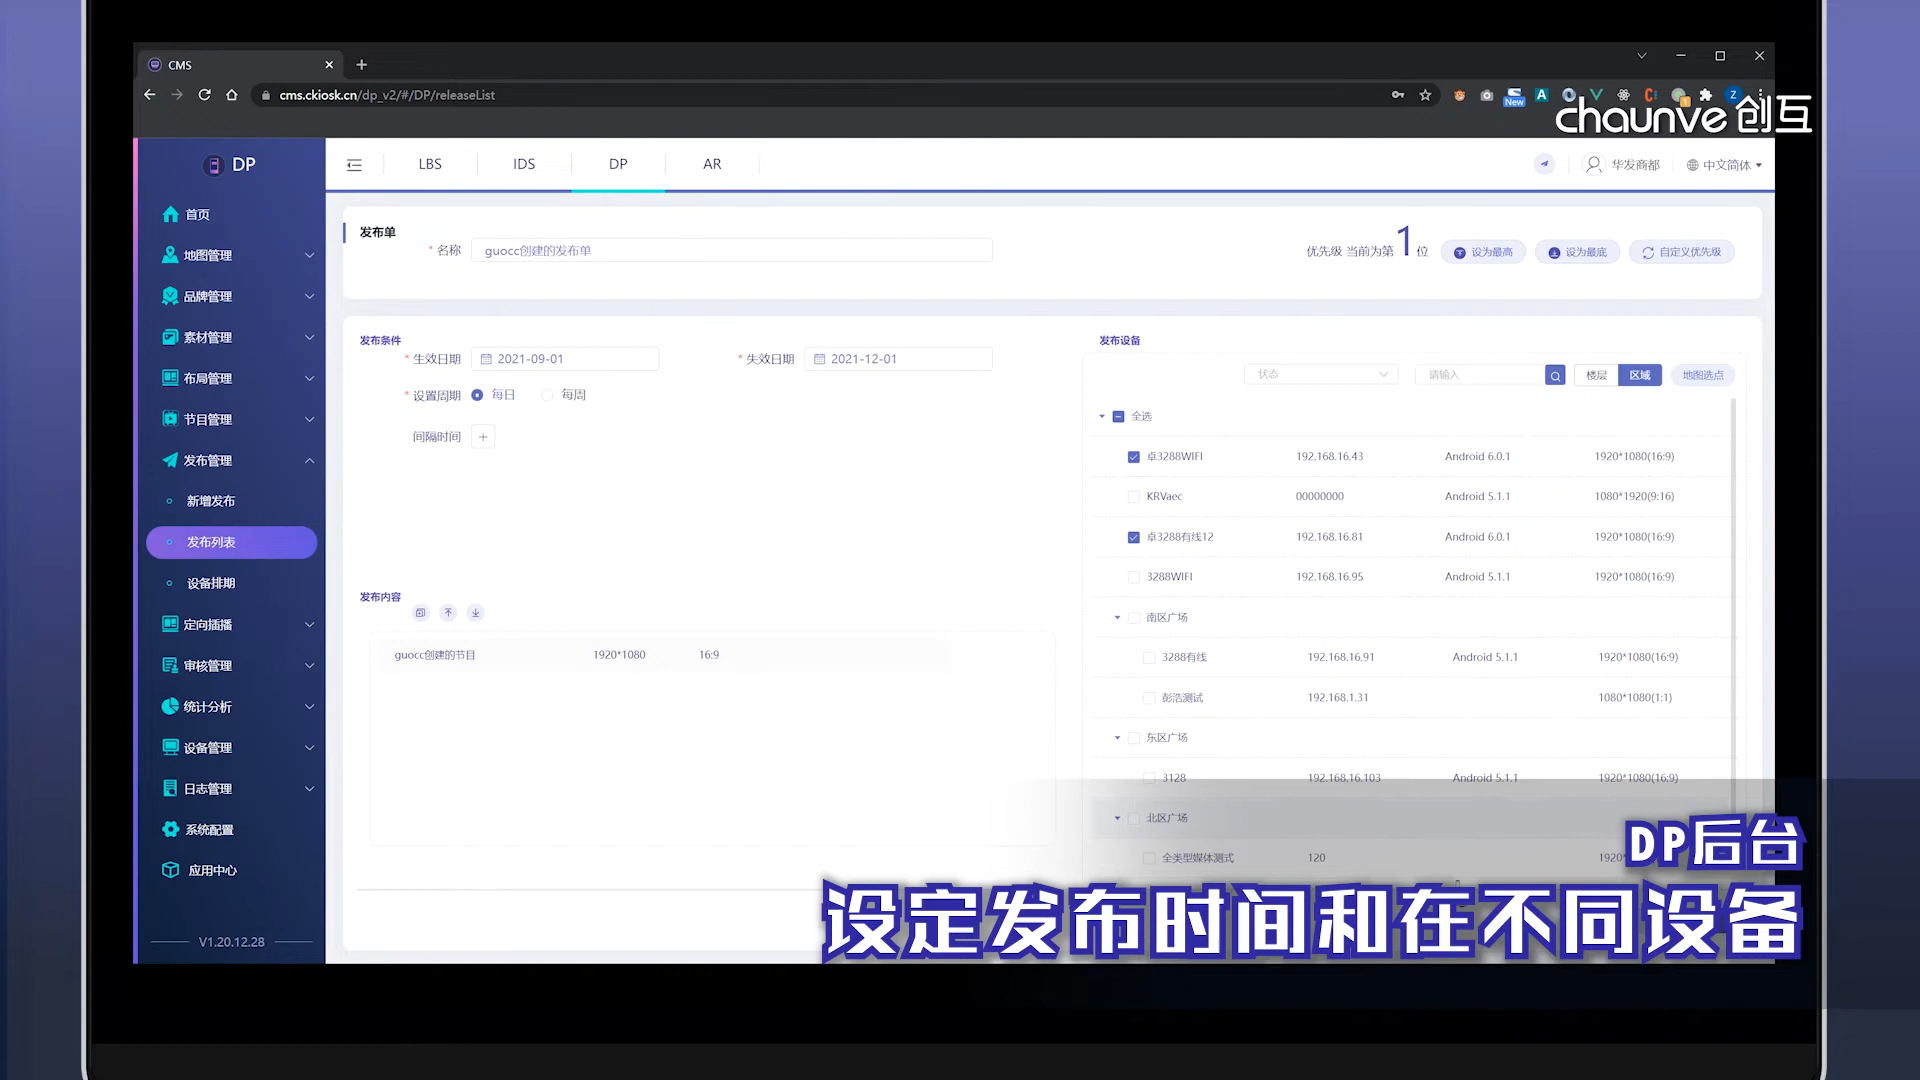 CMS
cms.ckiosk.cn/dp_v2/#/DP/releaseList
New
chaunve 创互
DP
LBS
IDS
DP
AR
华发商都
中文简体
首页
地图管理
品牌管理
素材管理
布局管理
节目管理
发布管理
新增发布
发布列表
设备排期
定向插播
审核管理
统计分析
设备管理
日志管理
系统配置
应用中心
V1.20.12.28
发布单
* 名称 guocc创建的发布单
优先级 当前为第 1 位
设为最高
设为最底
自定义优先级
发布条件
* 生效日期 2021-09-01
* 失效日期 2021-12-01
* 设置周期 每日 每周
间隔时间 +
发布内容
guocc创建的节目 1920*1080 16:9
发布设备
状态
请输入
楼层 区域
地图选点
全选
卓3288WIFI 192.168.16.43 Android 6.0.1 1920*1080(16:9)
KRVaec 00000000 Android 5.1.1 1080*1920(9:16)
卓3288有线12 192.168.16.81 Android 6.0.1 1920*1080(16:9)
3288WIFI 192.168.16.95 Android 5.1.1 1920*1080(16:9)
南区广场
3288有线 192.168.16.91 Android 5.1.1 1920*1080(16:9)
彭浩测试 192.168.1.31 1080*1080(1:1)
东区广场
3128 192.168.16.103 Android 5.1.1 1920*1080(16:9)
北区广场
全类型媒体测式 120 1920*
DP后台
设定发布时间和在不同设备